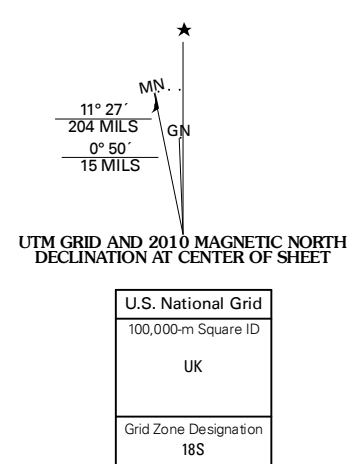 MN
11° 27´
204 MILS
GN
0° 50´
15 MILS
UTM GRID AND 2010 MAGNETIC NORTH
DECLINATION AT CENTER OF SHEET
U.S. National Grid
100,000-m Square ID
UK
Grid Zone Designation
18S